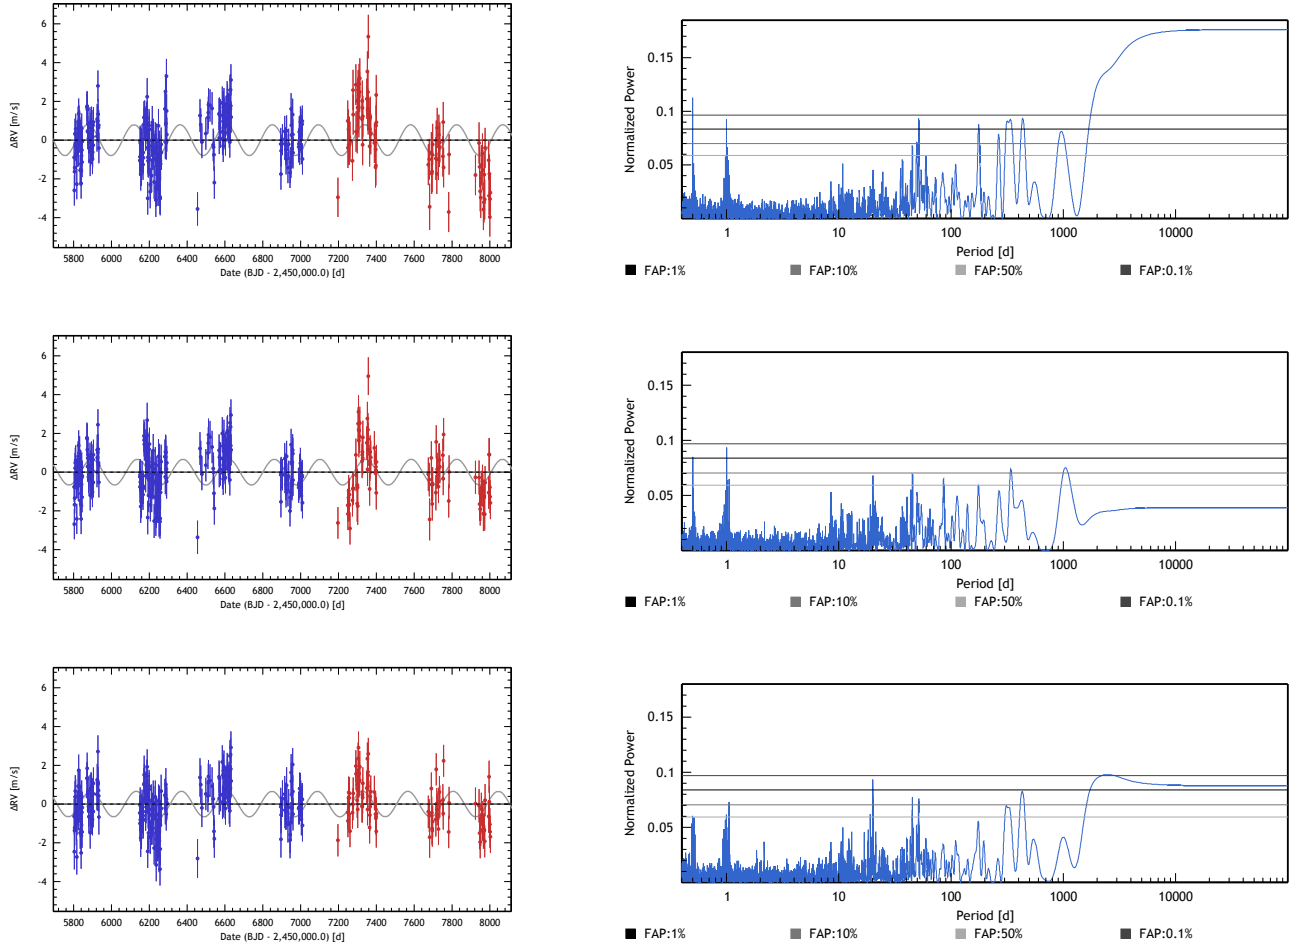 6
4
2
0
-2
-4
ΔRV [m/s]
5800 6000 6200 6400 6600 6800 7000 7200 7400 7600 7800 8000
Date (BJD - 2,450,000.0) [d]
0.15
0.1
0.05
Normalized Power
1 10 100 1000 10000
Period [d]
FAP:1% FAP:10% FAP:50% FAP:0.1%
6
4
2
0
-2
-4
ΔRV [m/s]
5800 6000 6200 6400 6600 6800 7000 7200 7400 7600 7800 8000
Date (BJD - 2,450,000.0) [d]
0.15
0.1
0.05
Normalized Power
1 10 100 1000 10000
Period [d]
FAP:1% FAP:10% FAP:50% FAP:0.1%
6
4
2
0
-2
-4
ΔRV [m/s]
5800 6000 6200 6400 6600 6800 7000 7200 7400 7600 7800 8000
Date (BJD - 2,450,000.0) [d]
0.15
0.1
0.05
Normalized Power
1 10 100 1000 10000
Period [d]
FAP:1% FAP:10% FAP:50% FAP:0.1%